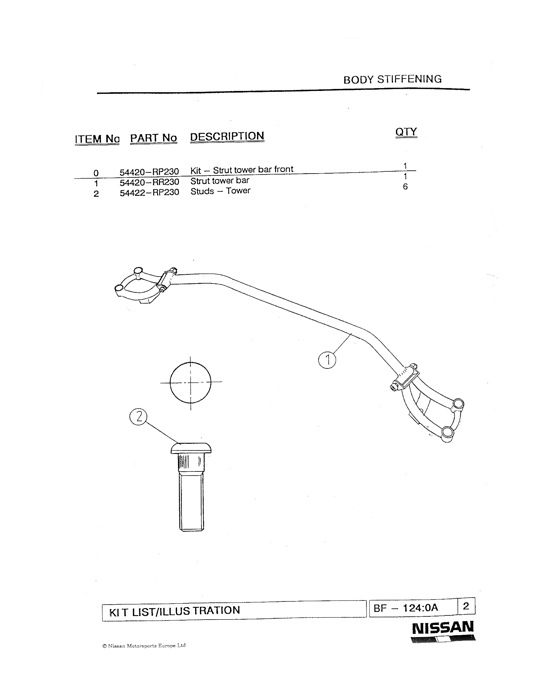 BODY STIFFENING
ITEM No PART No DESCRIPTION QTY
0 54420-RP230 Kit - Strut tower bar front 1
1 54420-RR230 Strut tower bar 1
2 54422-RP230 Studs - Tower 6
1
2
KIT LIST/ILLUSTRATION BF - 124:0A 2
NISSAN
© Nissan Motorsports Europe Ltd